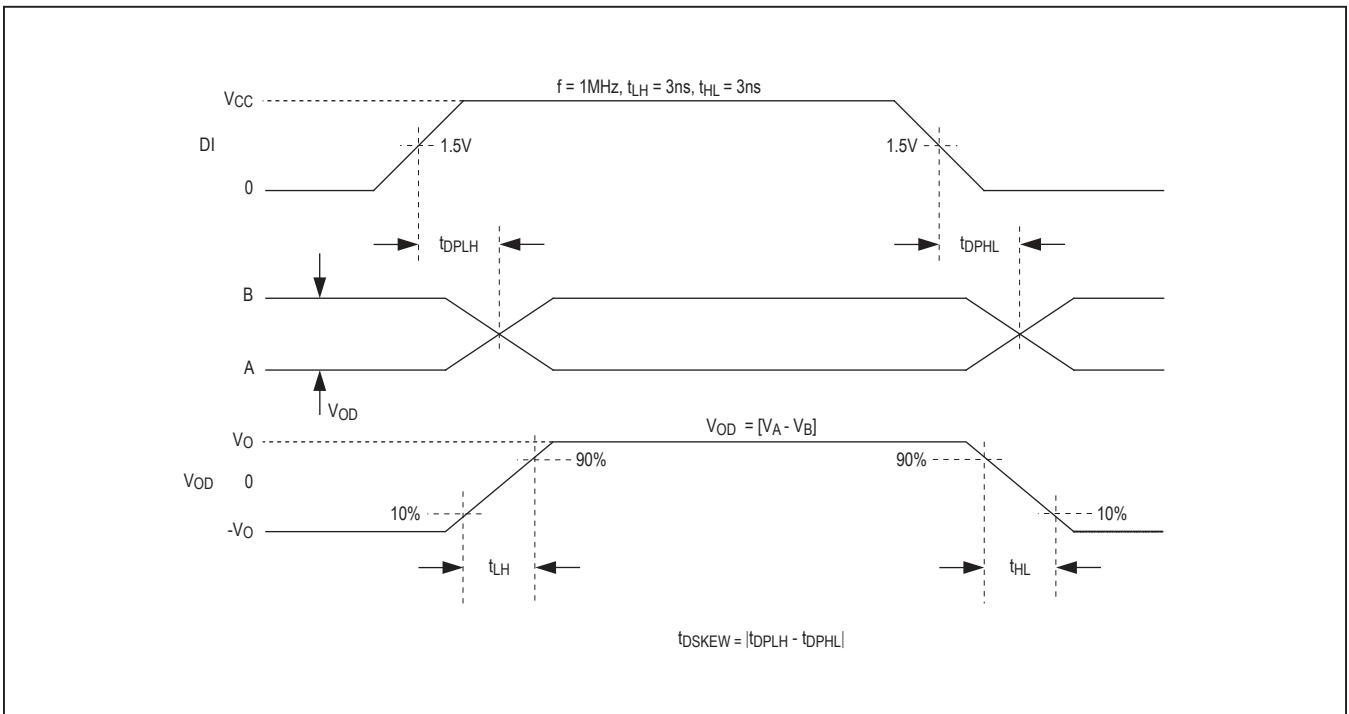 f = 1MHz, tLH = 3ns, tHL = 3ns
VCC
DI
1.5V
1.5V
0
tDPLH
tDPHL
B
A
VOD
VOD = [VA - VB]
VO
90%
90%
VOD 0
10%
10%
-VO
tLH
tHL
tDSKEW = |tDPLH - tDPHL|